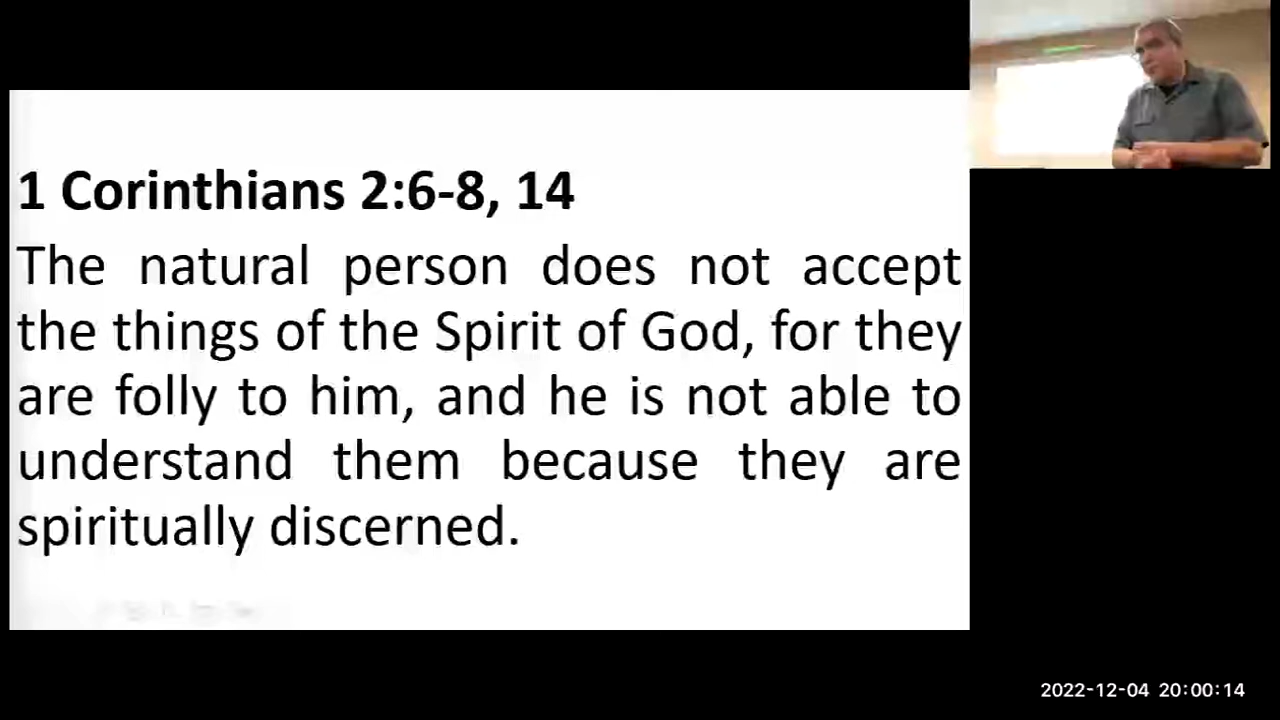 1 Corinthians 2:6-8, 14
The natural person does not accept
the things of the Spirit of God, for they
are folly to him, and he is not able to
understand them because they are
spiritually discerned.
2022-12-04 20:00:14